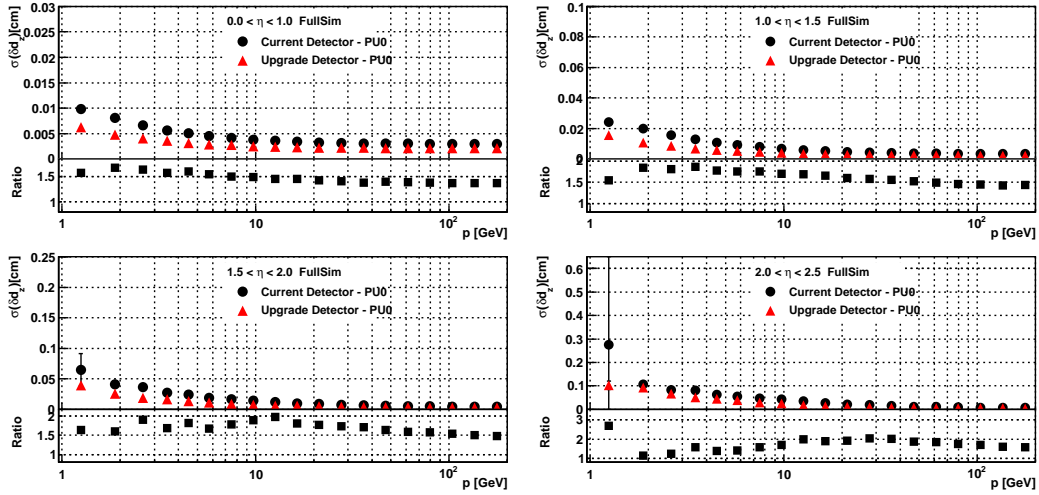 0.0 < η < 1.0 FullSim
Current Detector - PU0
Upgrade Detector - PU0
σ(δd_z)[cm]
0.03
0.025
0.02
0.015
0.01
0.005
0
Ratio
1.5
1
1
10
10²
p [GeV]
1.0 < η < 1.5 FullSim
Current Detector - PU0
Upgrade Detector - PU0
σ(δd_z)[cm]
0.1
0.08
0.06
0.04
0.02
0
Ratio
2
1.5
1
1
10
10²
p [GeV]
1.5 < η < 2.0 FullSim
Current Detector - PU0
Upgrade Detector - PU0
σ(δd_z)[cm]
0.25
0.2
0.15
0.1
0.05
0
Ratio
2
1.5
1
1
10
10²
p [GeV]
2.0 < η < 2.5 FullSim
Current Detector - PU0
Upgrade Detector - PU0
σ(δd_z)[cm]
0.6
0.5
0.4
0.3
0.2
0.1
0
Ratio
3
2
1
1
10
10²
p [GeV]